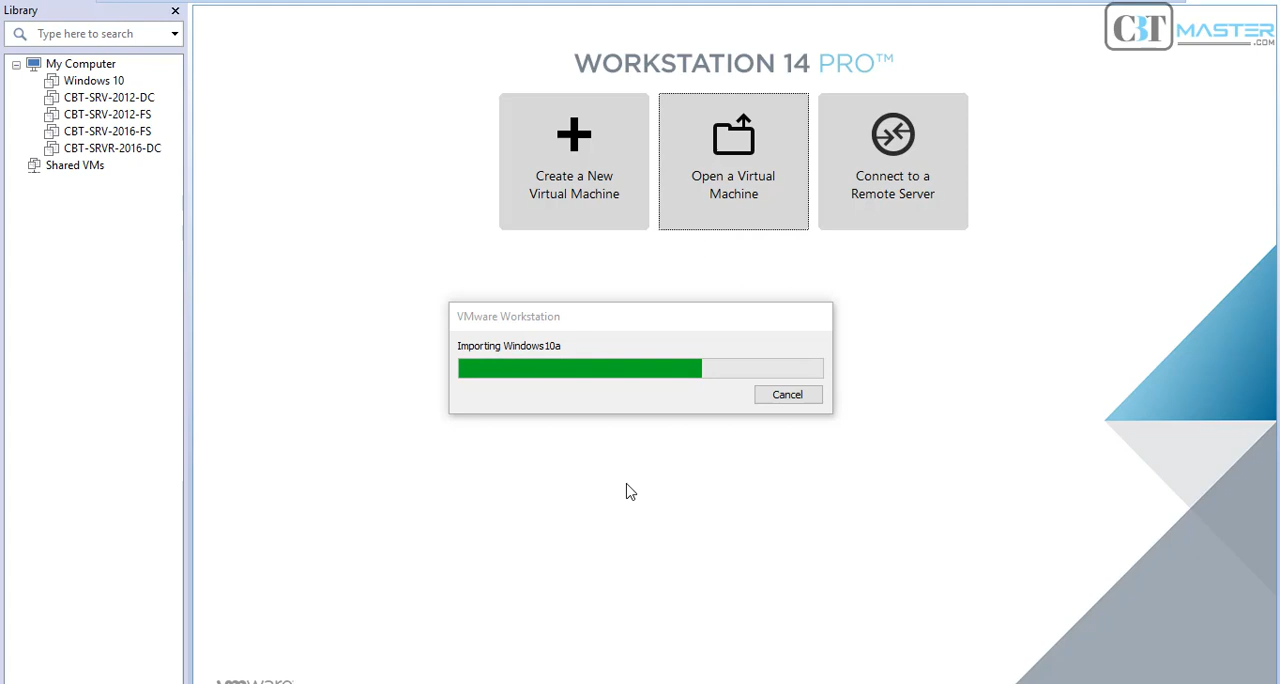 Library
Type here to search
My Computer
Windows 10
CBT-SRV-2012-DC
CBT-SRV-2012-FS
CBT-SRV-2016-FS
CBT-SRVR-2016-DC
Shared VMs
CBT MASTER
.COM
WORKSTATION 14 PRO™
Create a New
Virtual Machine
Open a Virtual
Machine
Connect to a
Remote Server
VMware Workstation
Importing Windows10a
Cancel
vmware